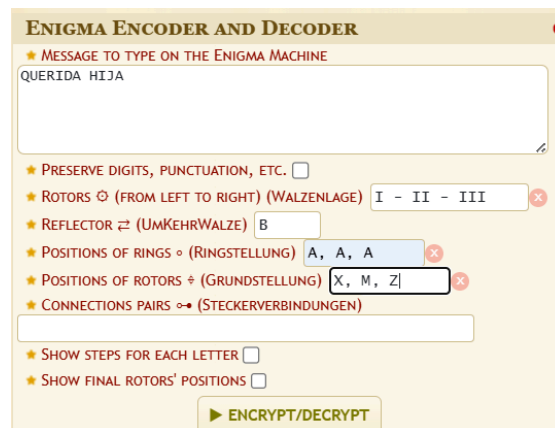 Enigma Encoder and Decoder
★ Message to type on the Enigma Machine
QUERIDA HIJA
★ Preserve digits, punctuation, etc.
★ Rotors ⚙ (from left to right) (Walzenlage) I - II - III x
★ Reflector ⇄ (UmKehrWalze) B
★ Positions of rings ∘ (Ringstellung) A, A, A x
★ Positions of rotors ÷ (Grundstellung) X, M, Z x
★ Connections pairs ⊶ (Steckerverbindungen)
★ Show steps for each letter
★ Show final rotors' positions
▶ ENCRYPT/DECRYPT